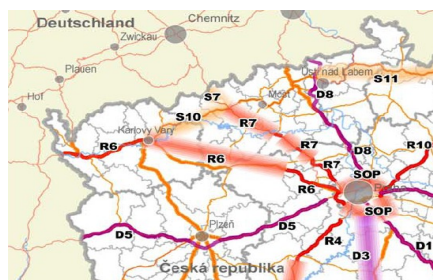 Deutschland
Chemnitz
Zwickau
Plauen
Hof
Ústí nad Labem
S11
D8
Most
S7
S10
R7
Karlovy Vary
R6
R7
D8
R10
R6
R7
R6
SOP
Praha
Plzeň
D5
D5
SOP
R4
D3
D1
Česká republika